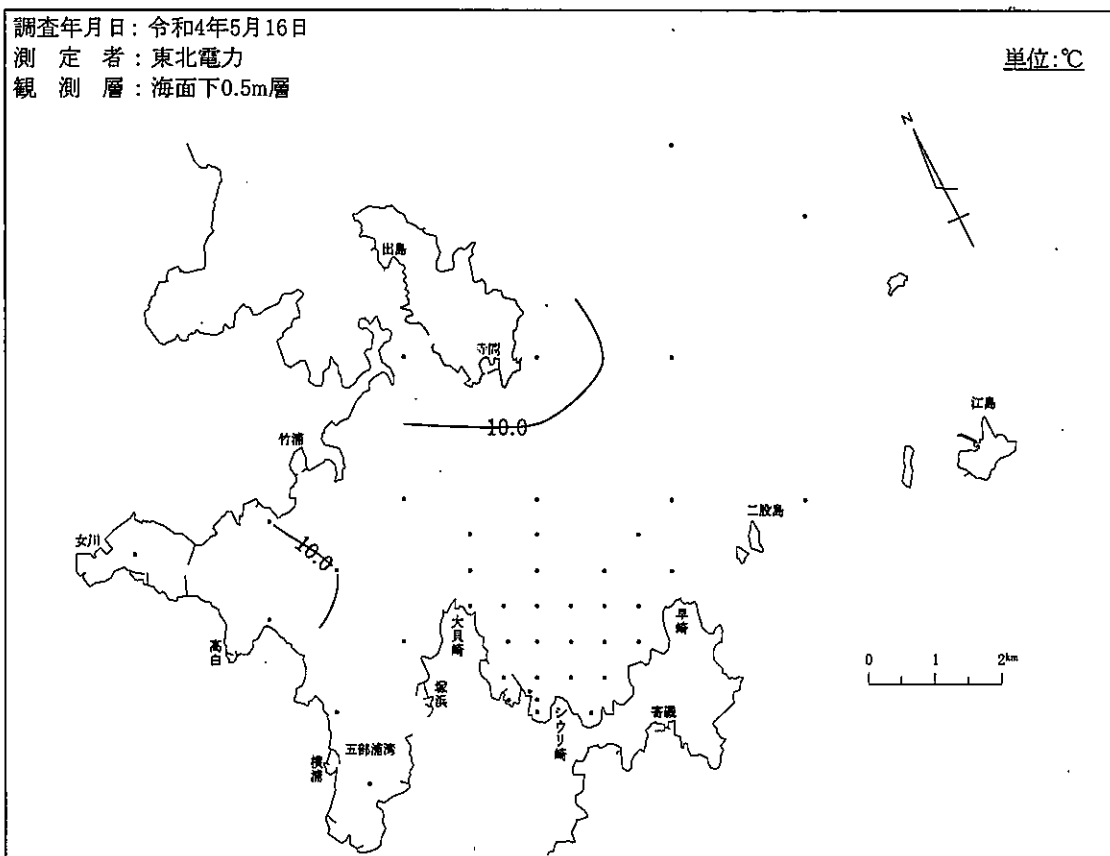 調査年月日：令和4年5月16日
測　定　者：東北電力
観　測　層：海面下0.5m層
単位:℃
N
出島
寺間
10.0
竹浦
江島
二股島
女川
10.0
高白
大貝崎
早崎
0 1 2km
堀浜
シウリ崎
寄磯
五部浦湾
横浦